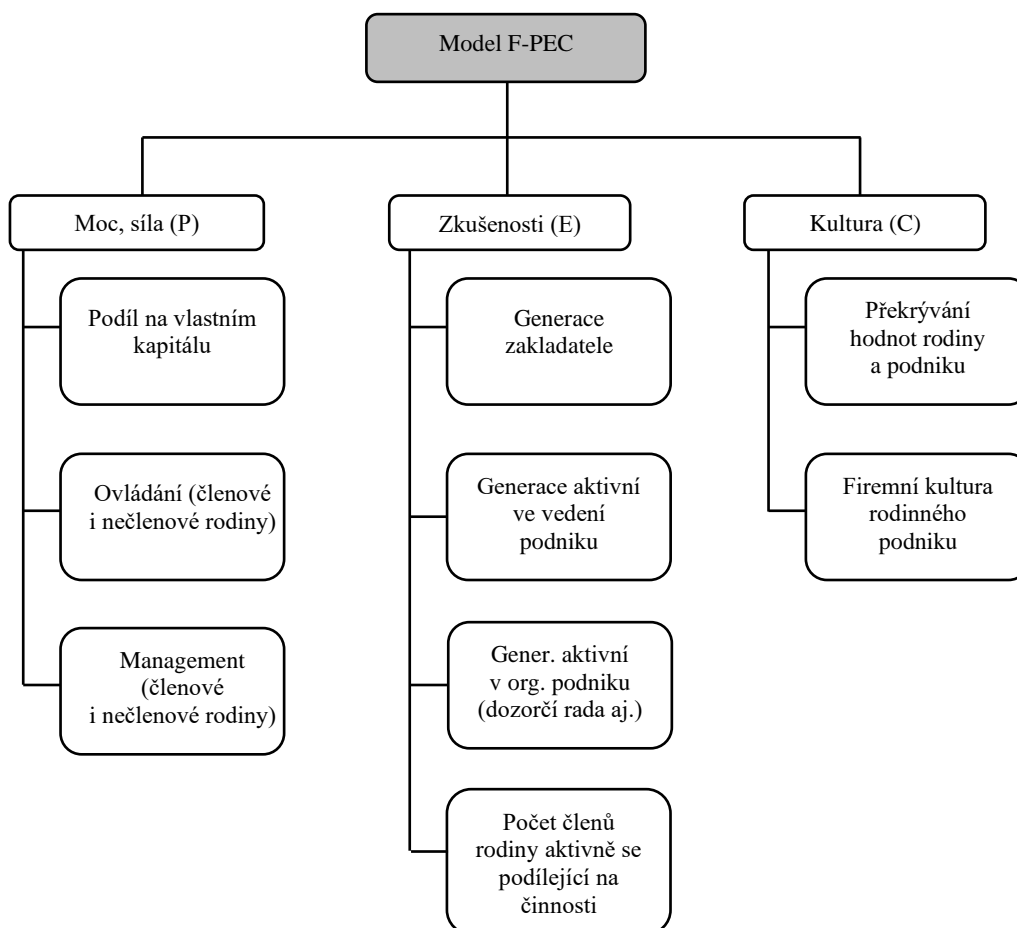 Model F-PEC
Moc, síla (P)
Podíl na vlastním
kapitálu
Ovládání (členové
i nečlenové rodiny)
Management
(členové
i nečlenové rodiny)
Zkušenosti (E)
Generace
zakladatele
Generace aktivní
ve vedení
podniku
Gener. aktivní
v org. podniku
(dozorčí rada aj.)
Počet členů
rodiny aktivně se
podílející na
činnosti
Kultura (C)
Překrývání
hodnot rodiny
a podniku
Firemní kultura
rodinného
podniku